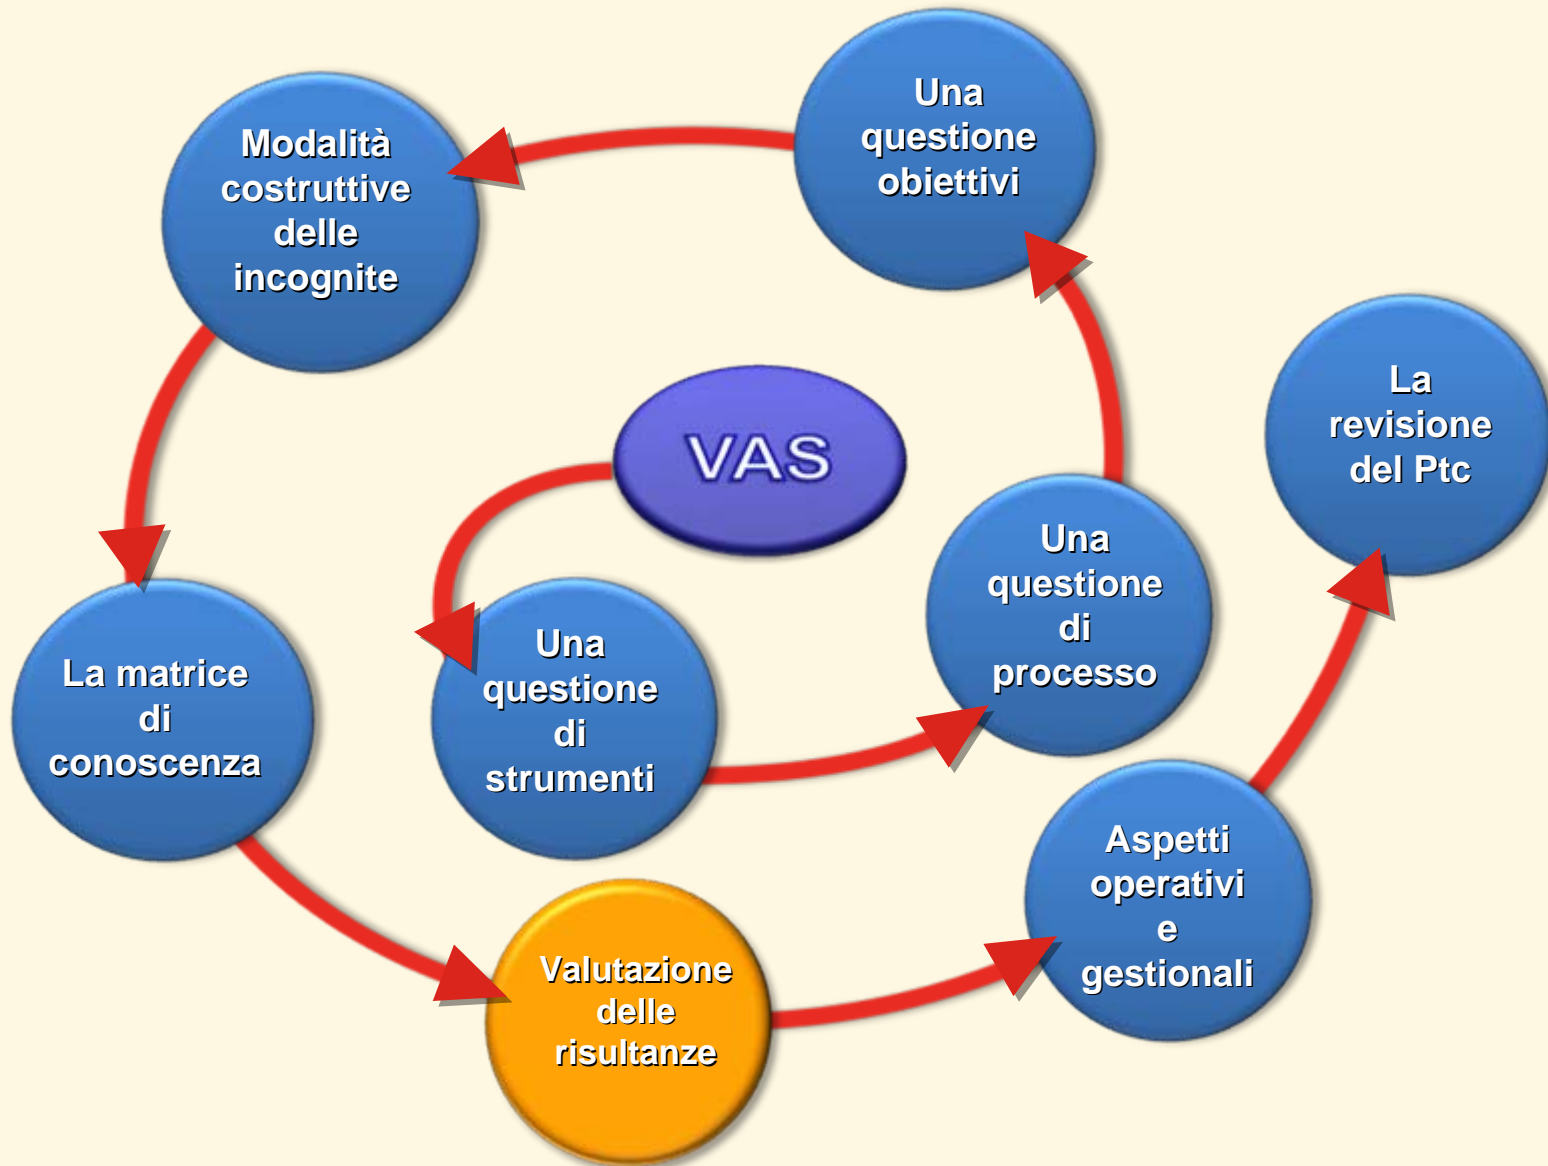 Una
questione
obiettivi
Modalità
costruttive
delle
incognite
La
revisione
del Ptc
VAS
Una
questione
di
processo
Una
questione
di
strumenti
La matrice
di
conoscenza
Aspetti
operativi
e
gestionali
Valutazione
delle
risultanze